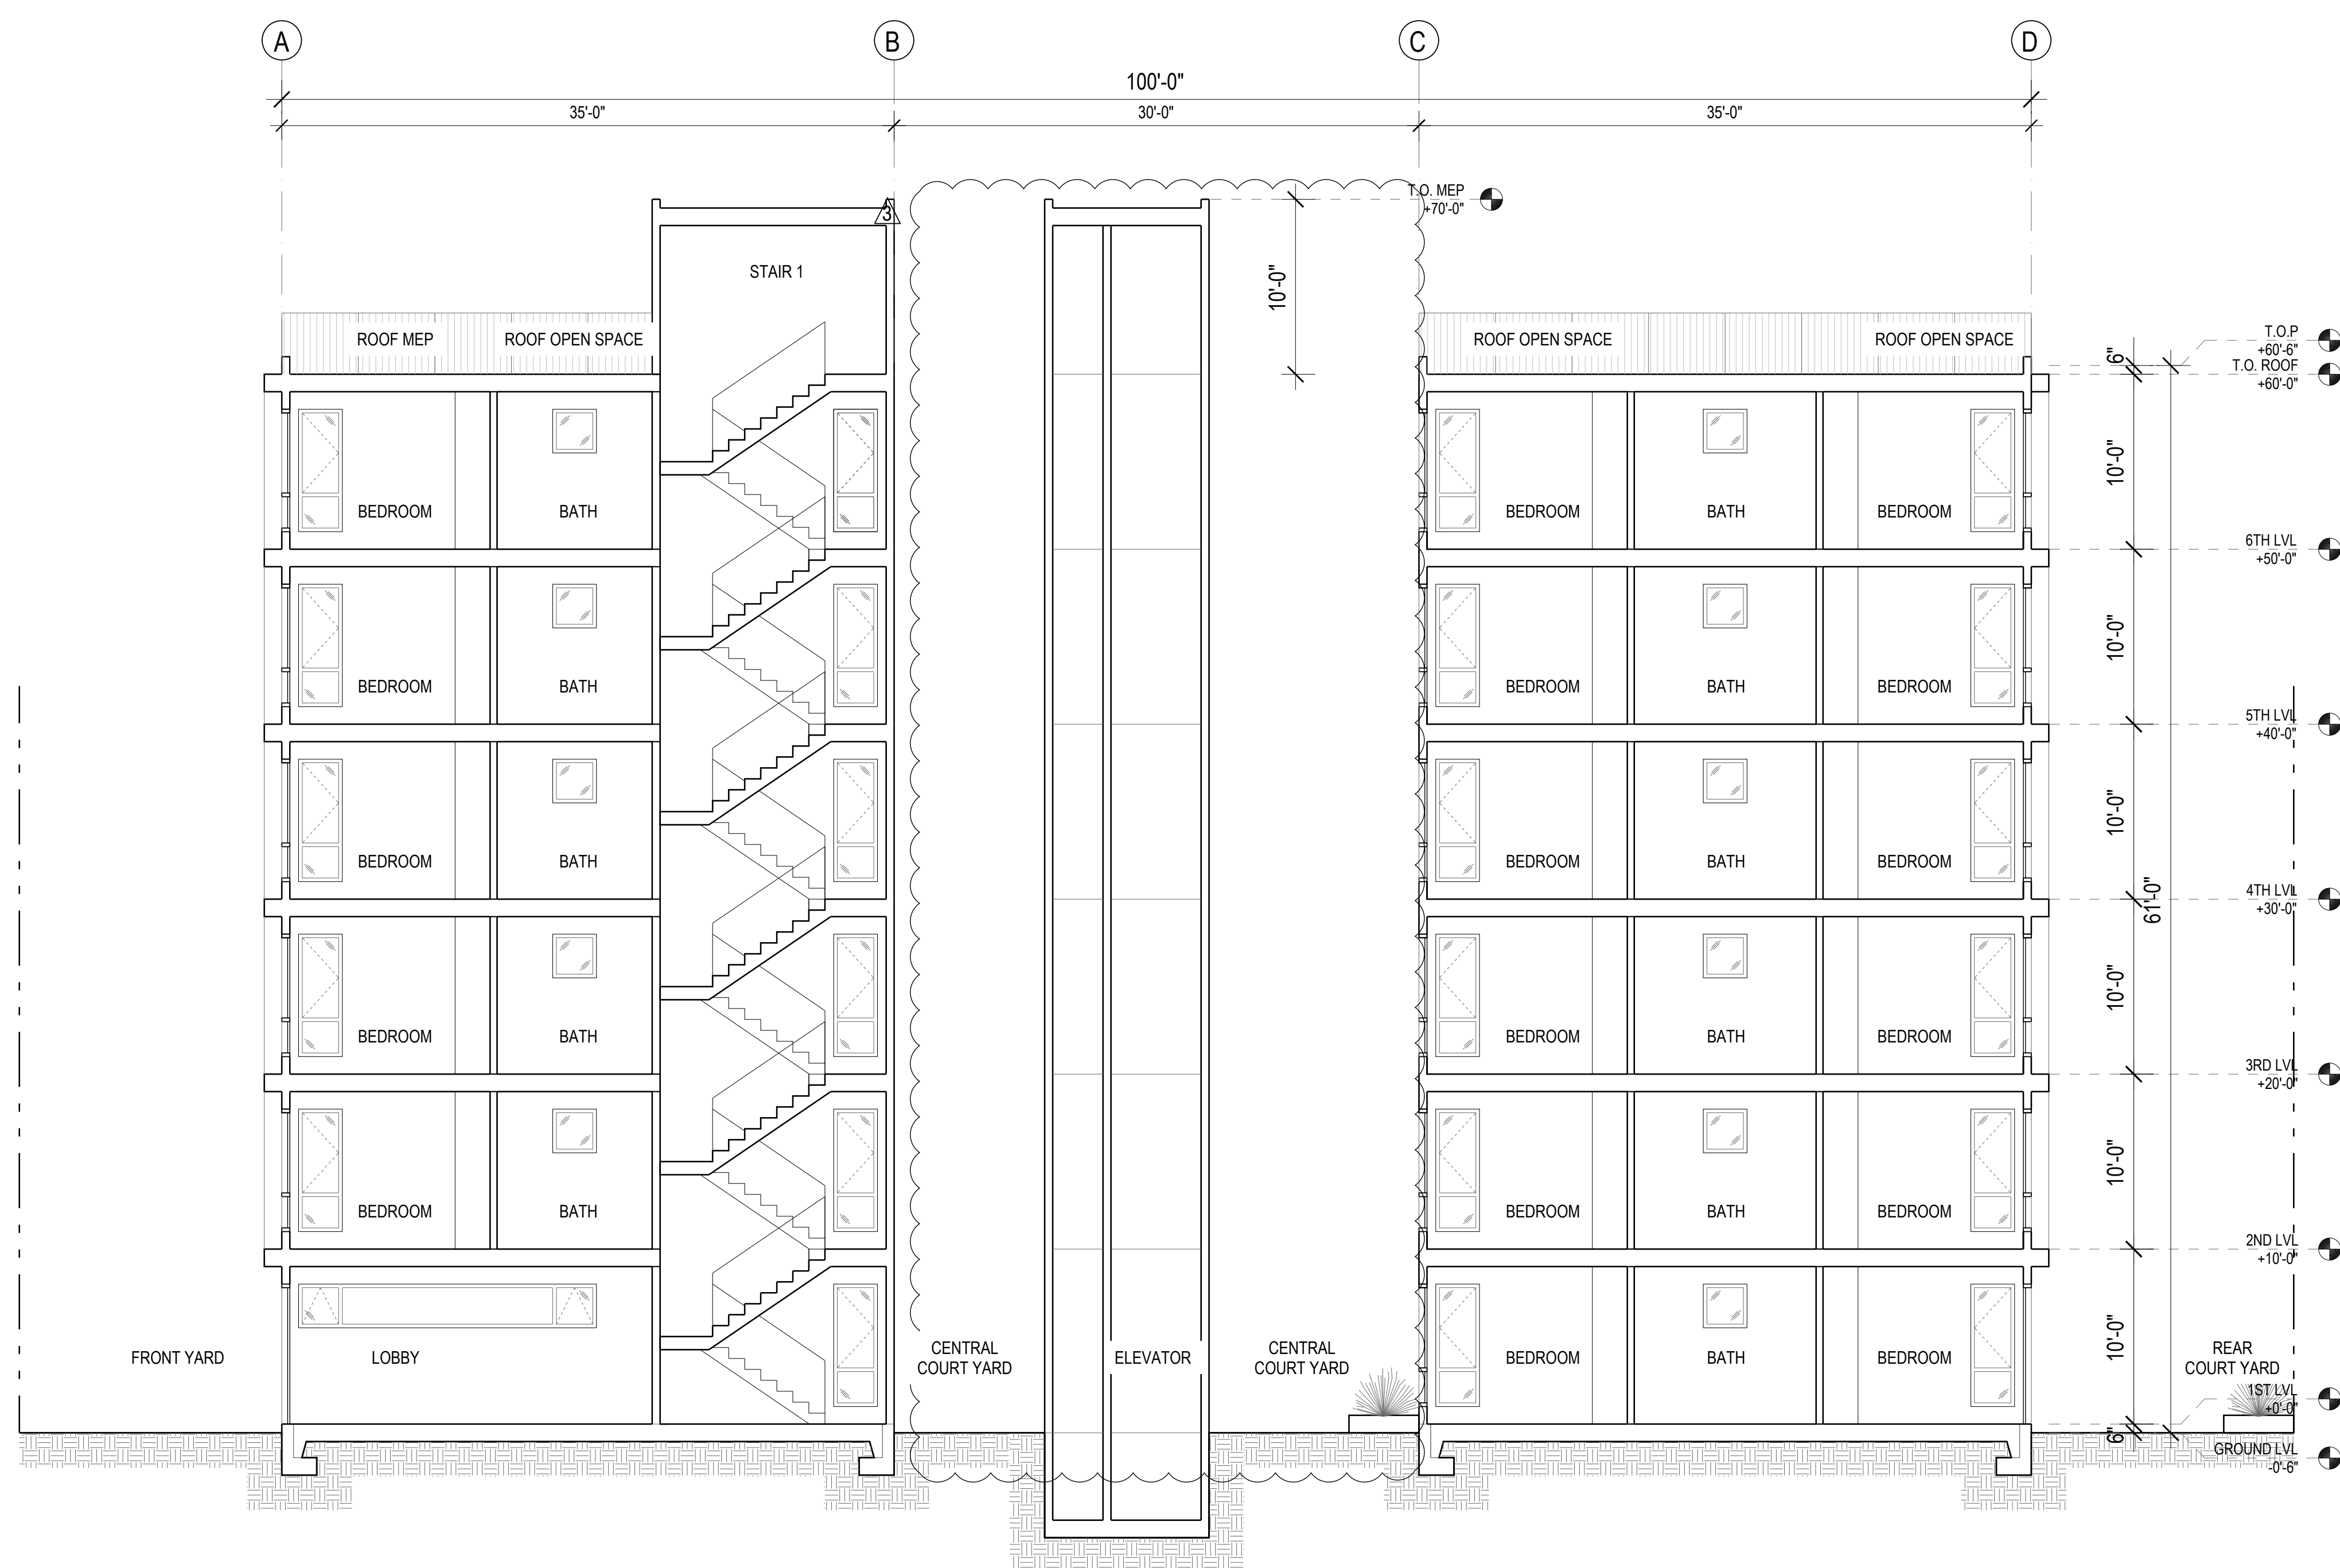 A
B
C
D
100'-0"
35'-0"
30'-0"
35'-0"
T.O. MEP
+70'-0"
3
STAIR 1
10'-0"
ROOF MEP
ROOF OPEN SPACE
ROOF OPEN SPACE
ROOF OPEN SPACE
T.O.P
+60'-6"
6"
T.O. ROOF
+60'-0"
10'-0"
BEDROOM
BATH
BEDROOM
BATH
BEDROOM
6TH LVL
+50'-0"
10'-0"
BEDROOM
BATH
BEDROOM
BATH
BEDROOM
5TH LVL
+40'-0"
10'-0"
BEDROOM
BATH
BEDROOM
BATH
BEDROOM
4TH LVL
+30'-0"
61'-0"
10'-0"
BEDROOM
BATH
BEDROOM
BATH
BEDROOM
3RD LVL
+20'-0"
10'-0"
BEDROOM
BATH
BEDROOM
BATH
BEDROOM
2ND LVL
+10'-0"
10'-0"
FRONT YARD
LOBBY
CENTRAL
COURT YARD
ELEVATOR
CENTRAL
COURT YARD
BEDROOM
BATH
BEDROOM
REAR
COURT YARD
1ST LVL
+0'-0"
6"
GROUND LVL
-0'-6"